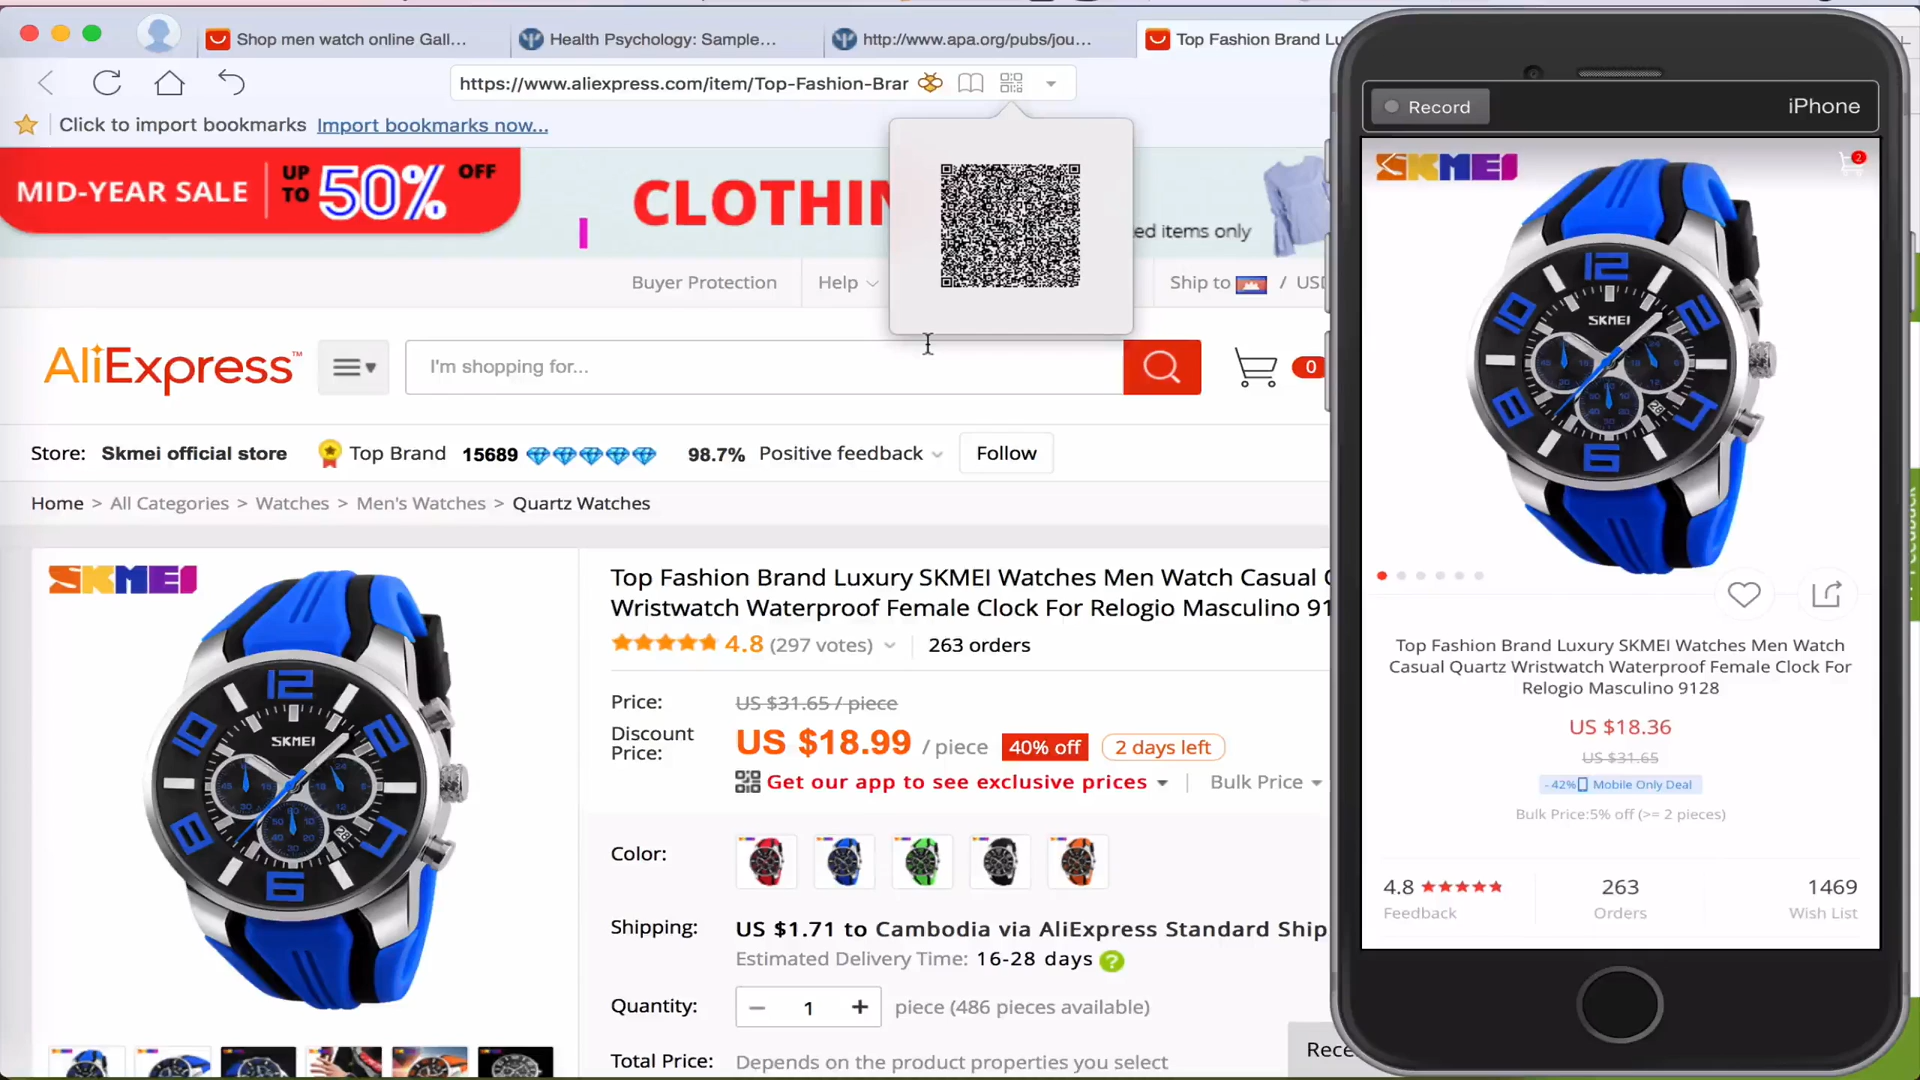 Shop men watch online Gall...
Health Psychology: Sample...
http://www.apa.org/pubs/jou...
Top Fashion Brand Lu
https://www.aliexpress.com/item/Top-Fashion-Brar
Click to import bookmarks Import bookmarks now...
MID-YEAR SALE UP TO 50% OFF
CLOTHIN
ed items only
Buyer Protection Help Ship to / USD
AliExpress™
I'm shopping for...
0
Store: Skmei official store Top Brand 15689 98.7% Positive feedback Follow
Home > All Categories > Watches > Men's Watches > Quartz Watches
SKMEI
SKMEI
Top Fashion Brand Luxury SKMEI Watches Men Watch Casual
Wristwatch Waterproof Female Clock For Relogio Masculino 91
4.8 (297 votes) 263 orders
Price: US $31.65 / piece
Discount Price: US $18.99 / piece 40% off 2 days left
Get our app to see exclusive prices Bulk Price
Color:
Shipping: US $1.71 to Cambodia via AliExpress Standard Ship
Estimated Delivery Time: 16-28 days ?
Quantity: − 1 + piece (486 pieces available)
Total Price: Depends on the product properties you select
Rece
Record iPhone
SKMEI 2
SKMEI
Top Fashion Brand Luxury SKMEI Watches Men Watch
Casual Quartz Wristwatch Waterproof Female Clock For
Relogio Masculino 9128
US $18.36
US $31.65
- 42% Mobile Only Deal
Bulk Price:5% off (>= 2 pieces)
4.8 263 1469
Feedback Orders Wish List